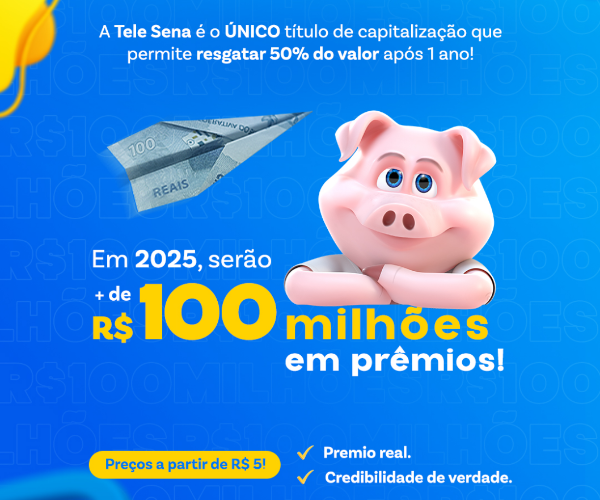 A Tele Sena é o ÚNICO título de capitalização que
permite resgatar 50% do valor após 1 ano!
100
REAIS
Em 2025, serão
+ de
R$ 100 milhões
em prêmios!
Preços a partir de R$ 5!
Premio real.
Credibilidade de verdade.